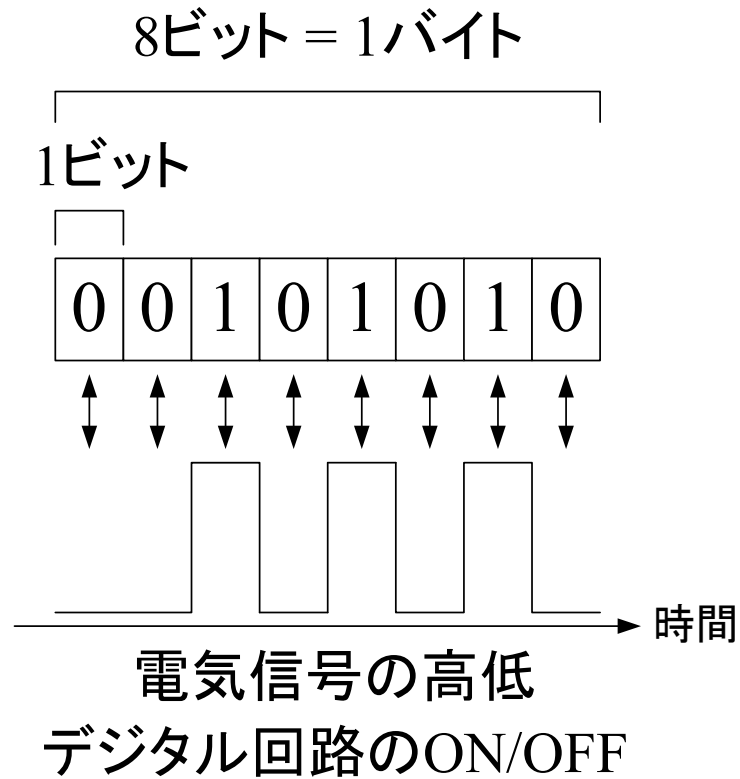 8ビット = 1バイト
1ビット
0 0 1 0 1 0 1 0
時間
電気信号の高低
デジタル回路のON/OFF